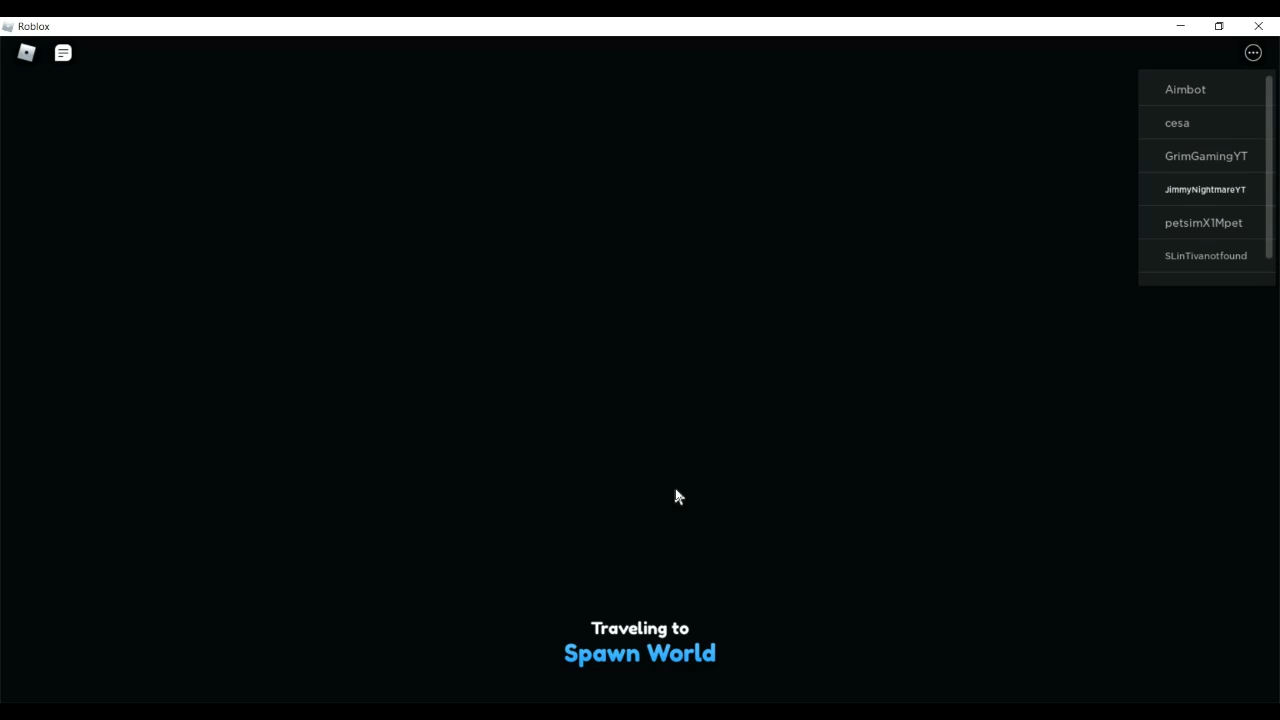 Roblox
Aimbot
cesa
GrimGamingYT
JimmyNightmareYT
petsimX1Mpet
SLinTivanotfound
Traveling to
Spawn World